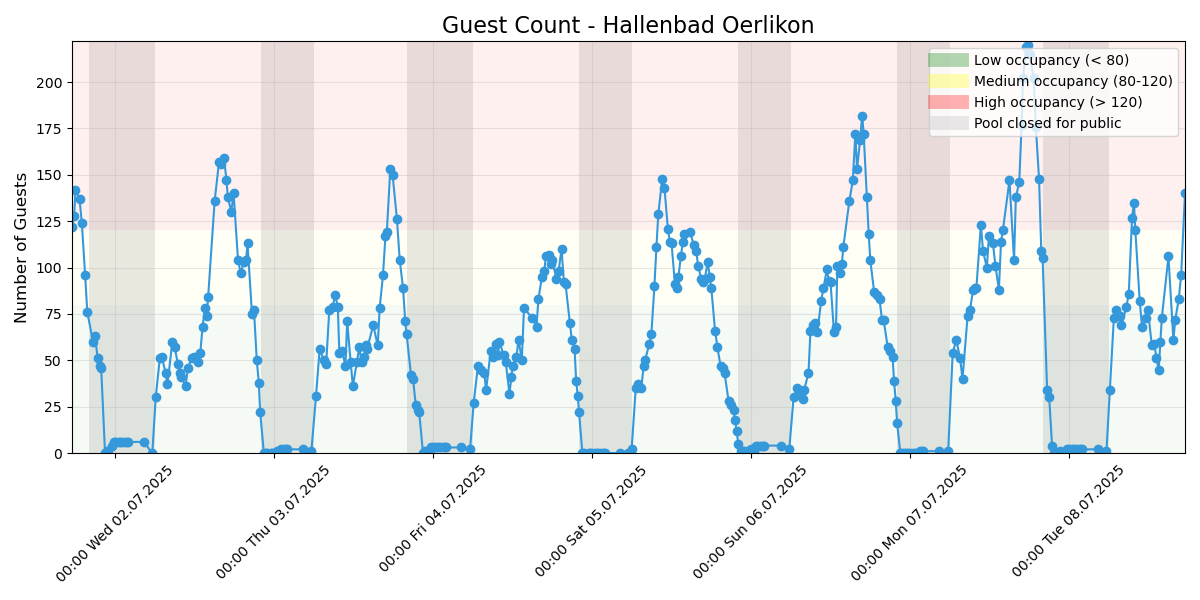 Guest Count - Hallenbad Oerlikon
Number of Guests
200
175
150
125
100
75
50
25
0
Low occupancy (< 80)
Medium occupancy (80-120)
High occupancy (> 120)
Pool closed for public
00:00 Wed 02.07.2025
00:00 Thu 03.07.2025
00:00 Fri 04.07.2025
00:00 Sat 05.07.2025
00:00 Sun 06.07.2025
00:00 Mon 07.07.2025
00:00 Tue 08.07.2025